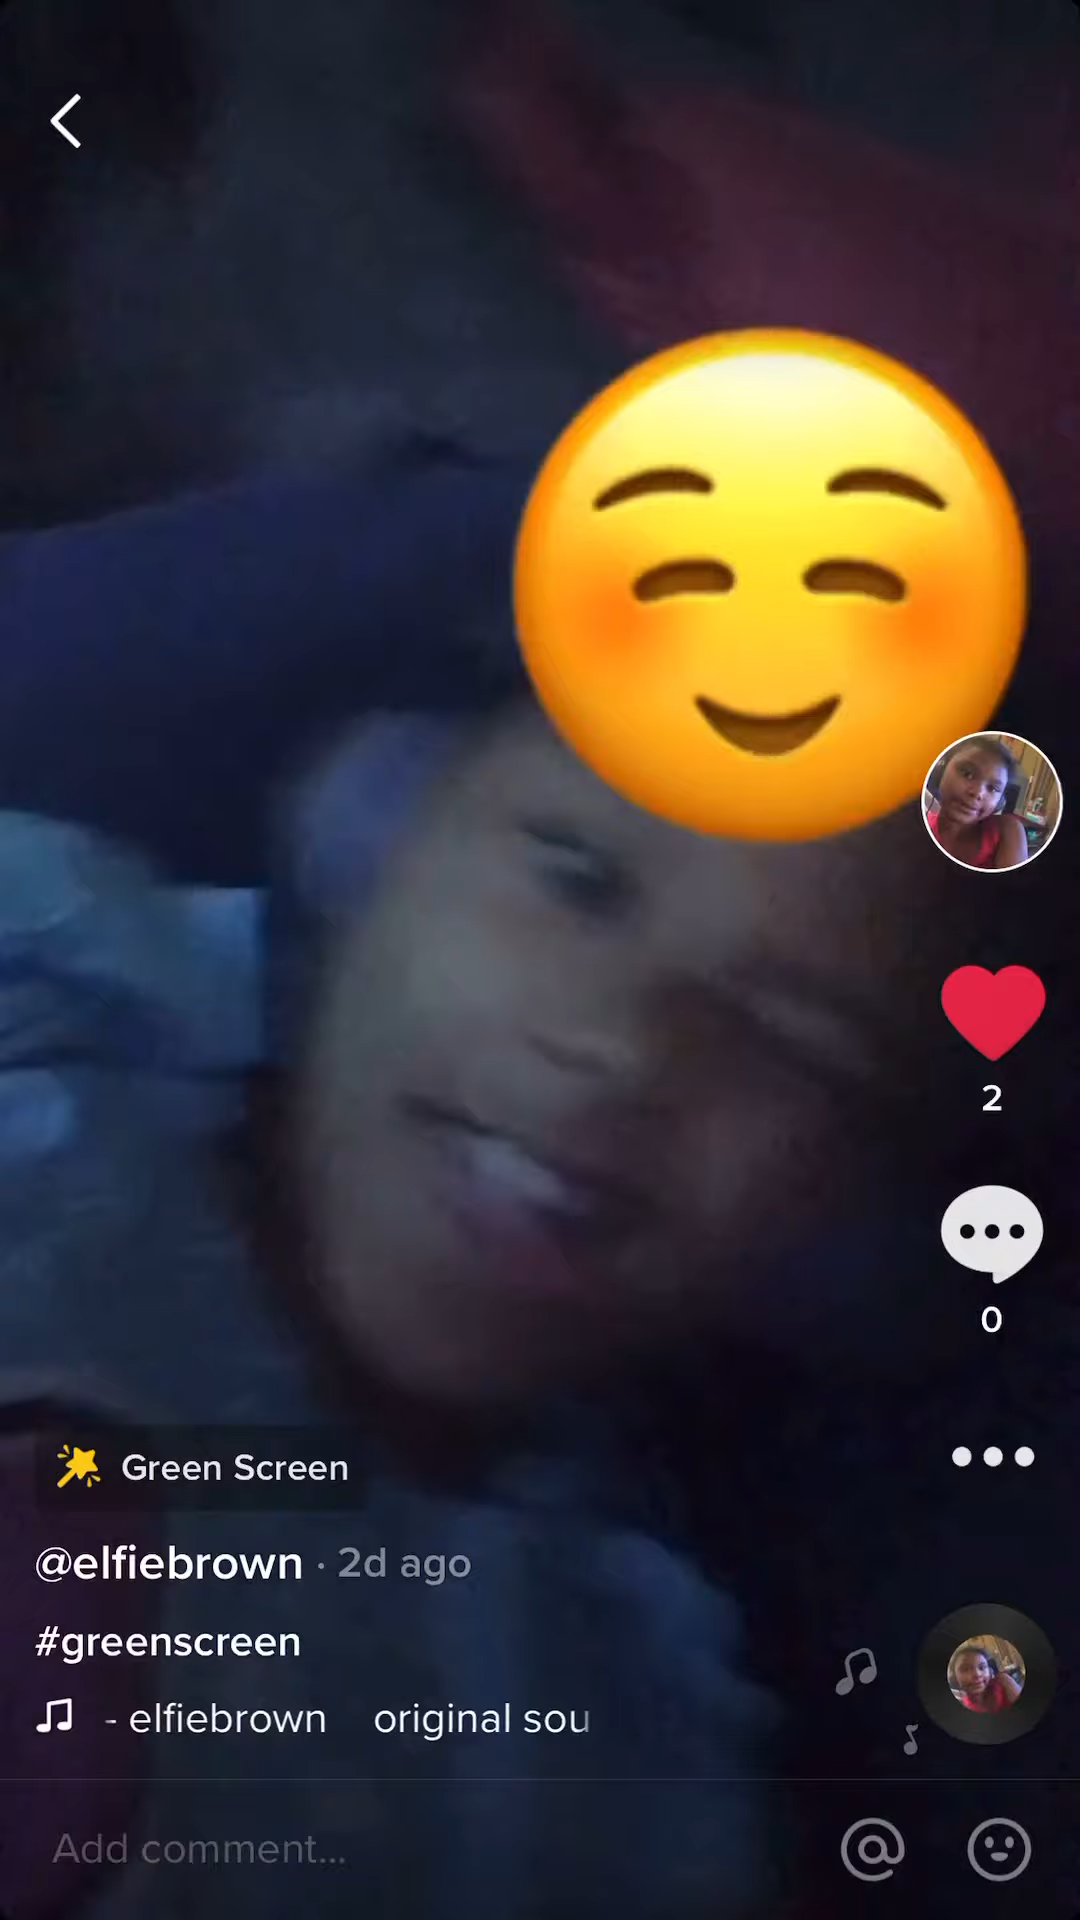 2
0
Green Screen
@elfiebrown · 2d ago
#greenscreen
- elfiebrown original sou
Add comment...